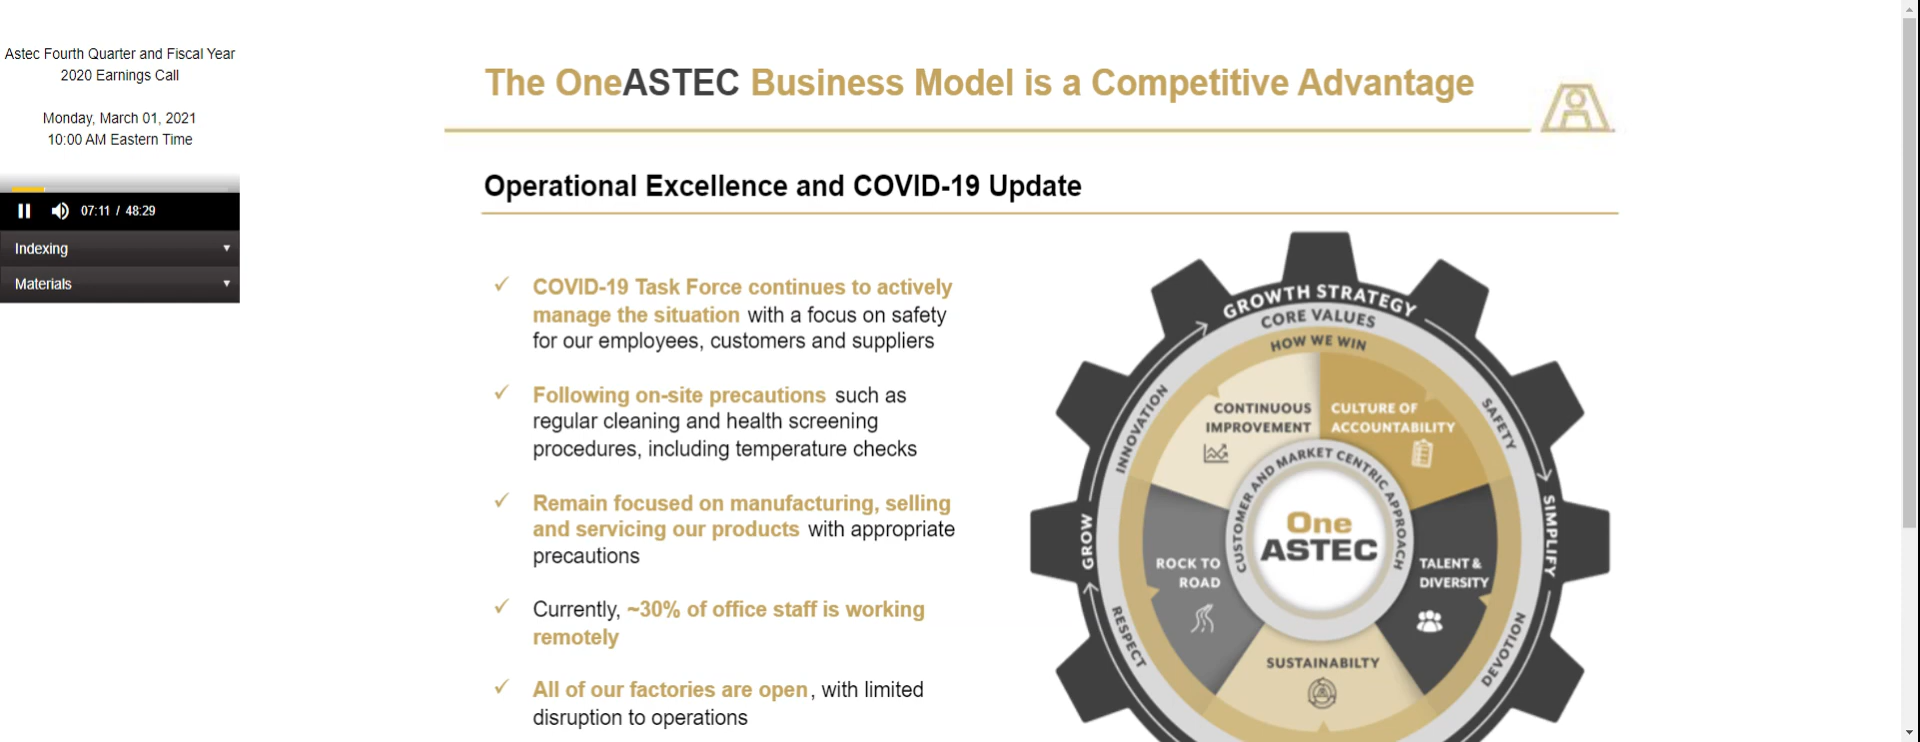 Astec Fourth Quarter and Fiscal Year
2020 Earnings Call
Monday, March 01, 2021
10:00 AM Eastern Time
07:11 / 48:29
Indexing
Materials
The OneASTEC Business Model is a Competitive Advantage
Operational Excellence and COVID-19 Update
COVID-19 Task Force continues to actively
manage the situation with a focus on safety
for our employees, customers and suppliers
Following on-site precautions such as
regular cleaning and health screening
procedures, including temperature checks
Remain focused on manufacturing, selling
and servicing our products with appropriate
precautions
Currently, ~30% of office staff is working
remotely
All of our factories are open, with limited
disruption to operations
GROWTH STRATEGY
CORE VALUES
HOW WE WIN
INNOVATION
SAFETY
CONTINUOUS
IMPROVEMENT
CULTURE OF
ACCOUNTABILITY
CUSTOMER AND MARKET CENTRIC APPROACH
GROW
SIMPLIFY
One
ASTEC
ROCK TO
ROAD
TALENT &
DIVERSITY
RESPECT
DEVOTION
SUSTAINABILTY